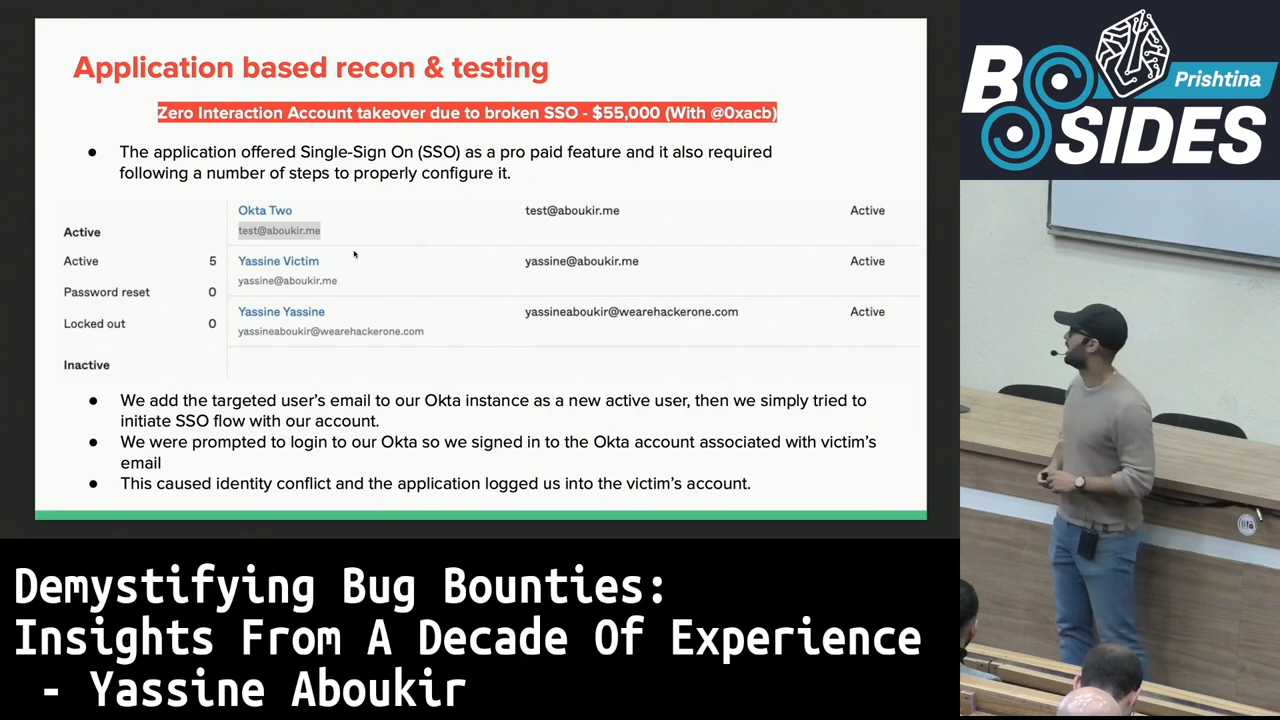 Application based recon & testing
Zero Interaction Account takeover due to broken SSO - $55,000 (With @0xacb)
● The application offered Single-Sign On (SSO) as a pro paid feature and it also required
following a number of steps to properly configure it.
Okta Two test@aboukir.me Active
test@aboukir.me
Active
Active 5 Yassine Victim yassine@aboukir.me Active
yassine@aboukir.me
Password reset 0
Yassine Yassine yassineaboukir@wearehackerone.com Active
Locked out 0
yassineaboukir@wearehackerone.com
Inactive
● We add the targeted user's email to our Okta instance as a new active user, then we simply tried to
initiate SSO flow with our account.
● We were prompted to login to our Okta so we signed in to the Okta account associated with victim's
email
● This caused identity conflict and the application logged us into the victim's account.
BSIDES
Prishtina
Demystifying Bug Bounties:
Insights From A Decade Of Experience
- Yassine Aboukir